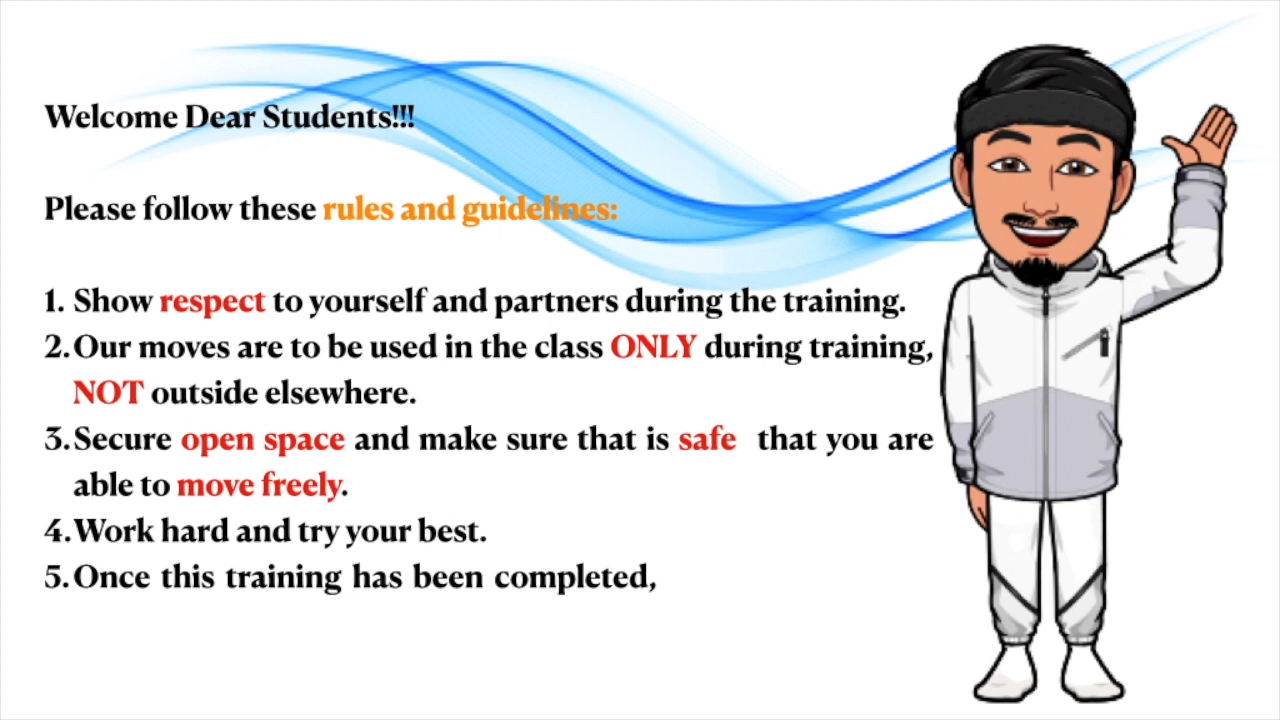 Welcome Dear Students!!!
Please follow these rules and guidelines:
1. Show respect to yourself and partners during the training.
2. Our moves are to be used in the class ONLY during training,
NOT outside elsewhere.
3. Secure open space and make sure that is safe that you are
able to move freely.
4. Work hard and try your best.
5. Once this training has been completed,